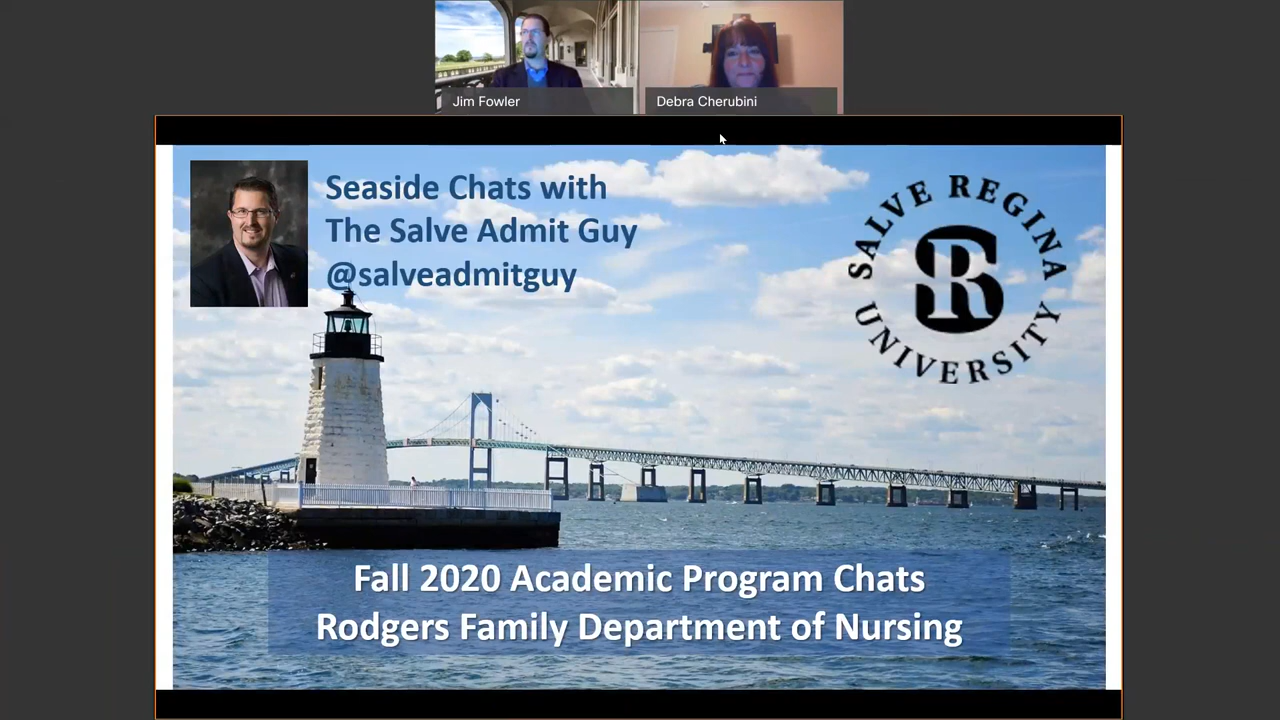 Jim Fowler
Debra Cherubini
Seaside Chats with
The Salve Admit Guy
@salveadmitguy
SALVE REGINA
UNIVERSITY
SR
Fall 2020 Academic Program Chats
Rodgers Family Department of Nursing